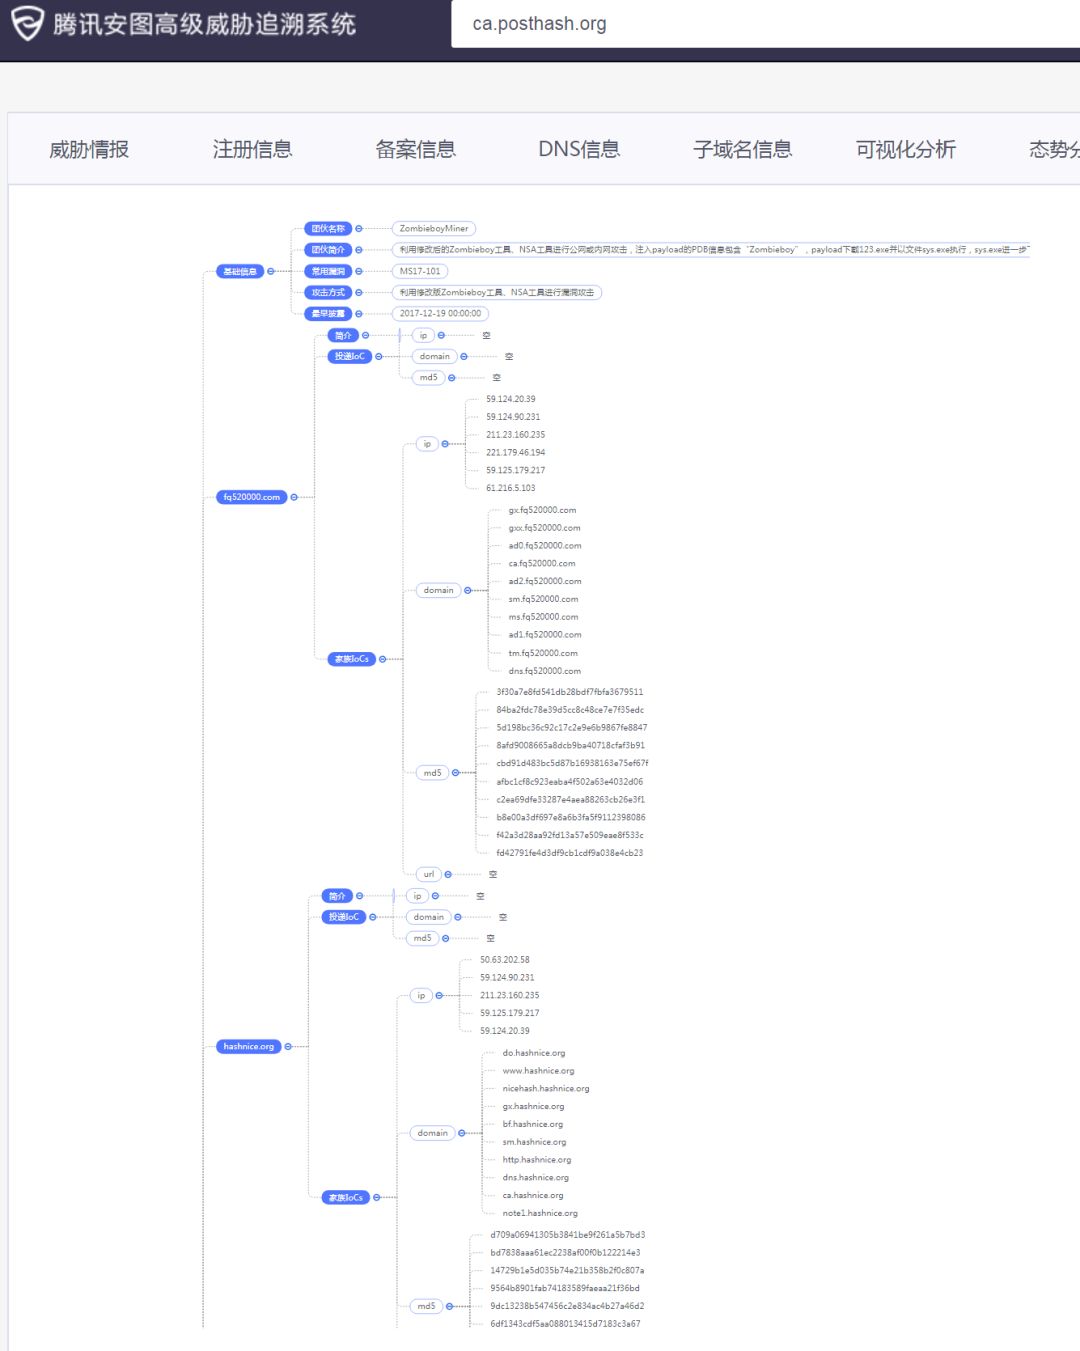 腾讯安图高级威胁追溯系统
ca.posthash.org
威胁情报 注册信息 备案信息 DNS信息 子域名信息 可视化分析 态势分
团伙名称 ZombieboyMiner
团伙简介 利用修改后的Zombieboy工具、NSA工具进行公网或内网攻击，注入payload的PDB信息包含“Zombieboy”，payload下载123.exe并以文件sys.exe执行，sys.exe进一步下
基础信息 常用漏洞 MS17-101
攻击方式 利用修改版Zombieboy工具、NSA工具进行漏洞攻击
最早披露 2017-12-19 00:00:00
简介 ip 空
投递IoC domain 空
md5 空
59.124.20.39
59.124.90.231
211.23.160.235
ip
221.179.46.194
59.125.179.217
61.216.5.103
fq520000.com
gx.fq520000.com
gxx.fq520000.com
ad0.fq520000.com
ca.fq520000.com
ad2.fq520000.com
domain
sm.fq520000.com
ms.fq520000.com
ad1.fq520000.com
tm.fq520000.com
家族IoCs
dns.fq520000.com
3f30a7e8fd541db28bdf7fbfa3679511
84ba2fdc78e39d5cc8c48ce7e7f35edc
5d198bc36c92c17c2e9e6b9867fe8847
8afd9008665a8dcb9ba40718cfaf3b91
cbd91d483bc5d87b16938163e75ef67f
md5
afbc1cf8c923eaba4f502a63e4032d06
c2ea69dfe33287e4aea88263cb26e3f1
b8e00a3df697e8a6b3fa5f9112398086
f42a3d28aa92fd13a57e509eae8f533c
fd42791fe4d3df9cb1cdf9a038e4cb23
url 空
简介 ip 空
投递IoC domain 空
md5 空
50.63.202.58
59.124.90.231
ip 211.23.160.235
59.125.179.217
59.124.20.39
hashnice.org
do.hashnice.org
www.hashnice.org
nicehash.hashnice.org
gx.hashnice.org
bf.hashnice.org
domain
sm.hashnice.org
http.hashnice.org
dns.hashnice.org
家族IoCs
ca.hashnice.org
note1.hashnice.org
d709a06941305b3841be9f261a5b7bd3
bd7838aaa61ec2238af00f0b122214e3
14729b1e5d035b74e21b358b2f0c807a
9564b8901fab74183589faeaa21f36bd
md5 9dc13238b547456c2e834ac4b27a46d2
6df1343cdf5aa088013415d7183c3a67